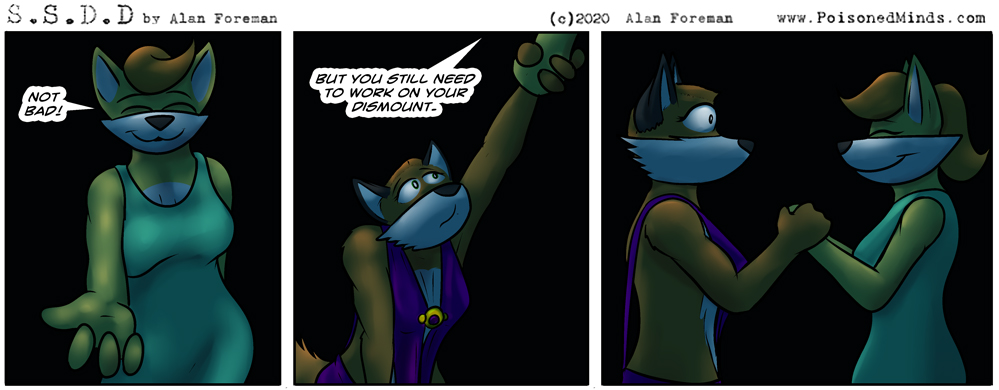 S.S.D.D by Alan Foreman (c)2020 Alan Foreman www.PoisonedMinds.com
NOT
BAD!
BUT YOU STILL NEED
TO WORK ON YOUR
DISMOUNT.